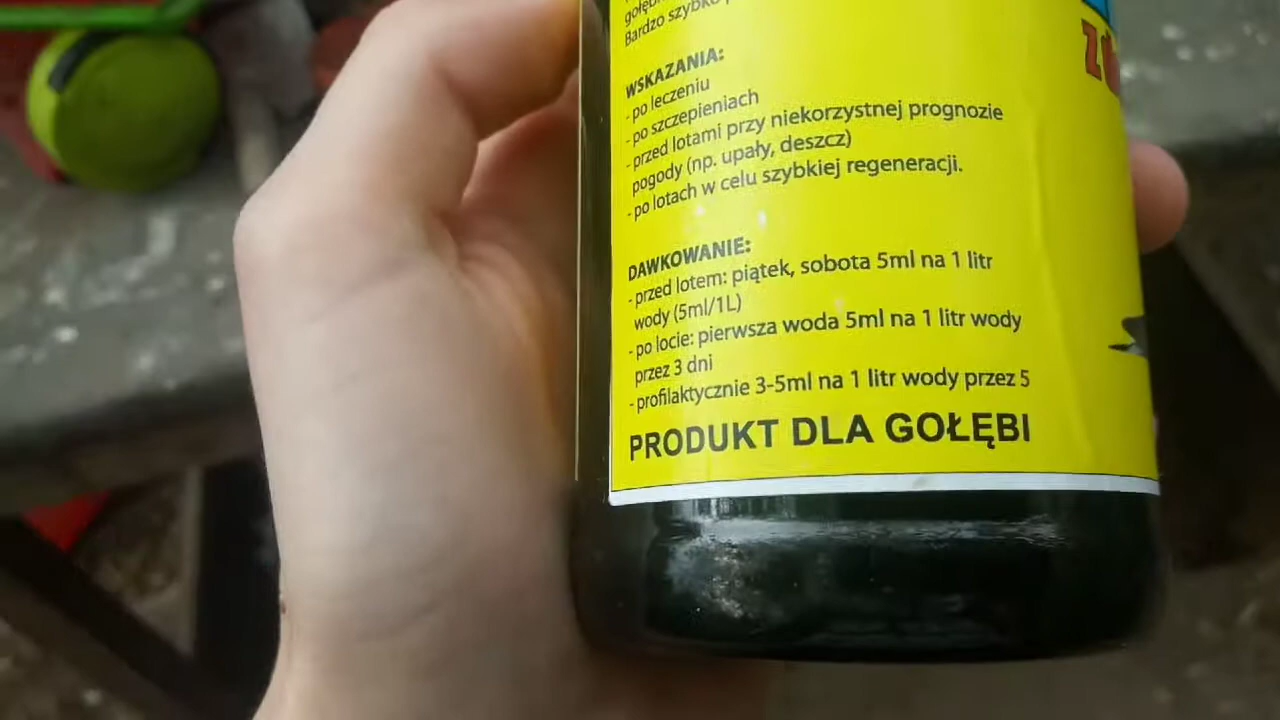 Bardzo szybko
WSKAZANIA:
- po leczeniu
- po szczepieniach
- przed lotami przy niekorzystnej prognozie
pogody (np. upały, deszcz)
- po lotach w celu szybkiej regeneracji.
DAWKOWANIE:
- przed lotem: piątek, sobota 5ml na 1 litr
wody (5ml/1L)
- po locie: pierwsza woda 5ml na 1 litr wody
przez 3 dni
- profilaktycznie 3-5ml na 1 litr wody przez 5
PRODUKT DLA GOŁĘBI